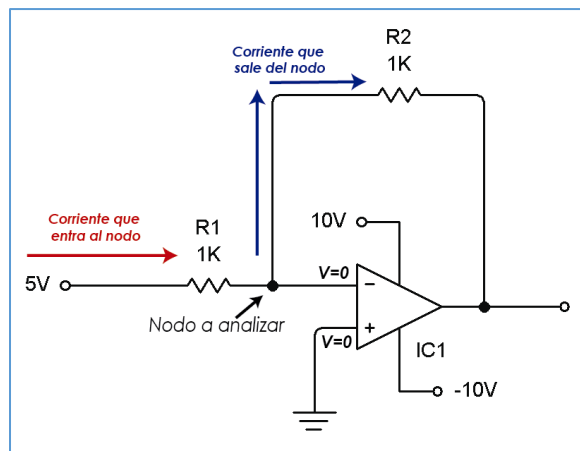 Corriente que
sale del nodo
R2
1K
Corriente que
entra al nodo
R1
1K
10V
5V
V=0
-
Nodo a analizar
V=0
+
IC1
-10V